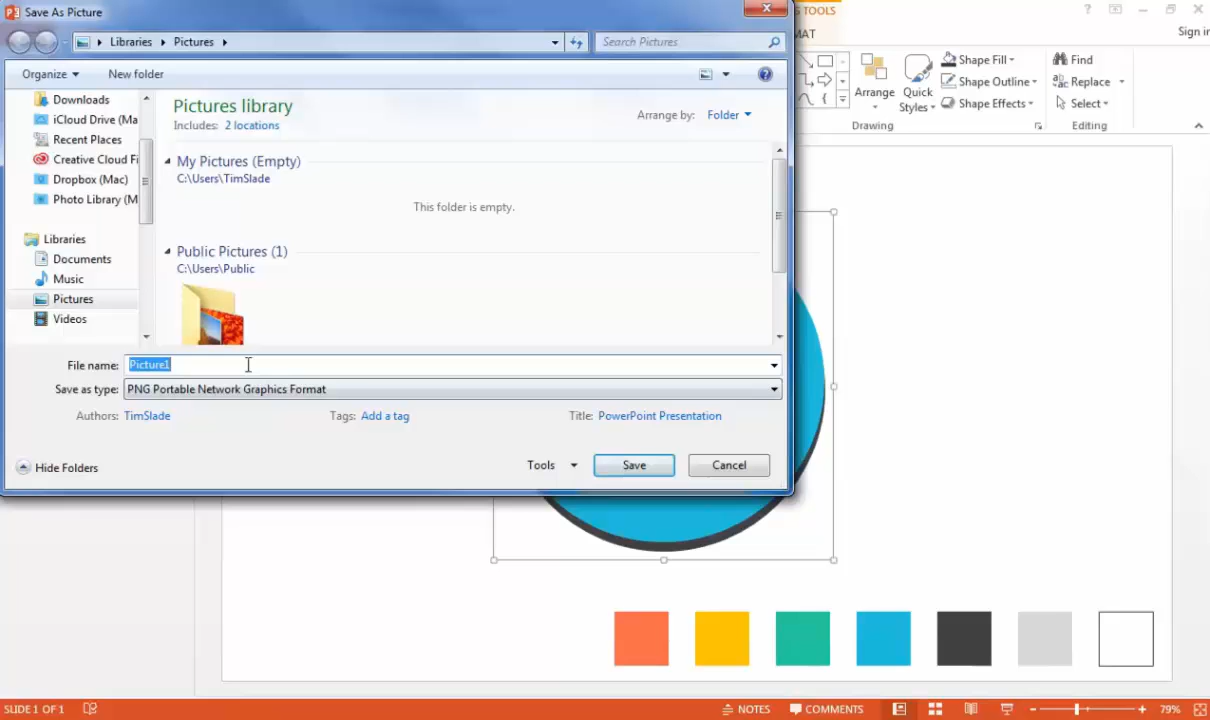 Save As Picture
G TOOLS
MAT
Sign in
Libraries
Pictures
Search Pictures
Organize
New folder
Shape Fill
Shape Outline
Shape Effects
Arrange
Quick
Styles
Find
Replace
Select
Drawing
Editing
Downloads
iCloud Drive (Ma
Recent Places
Creative Cloud Fi
Dropbox (Mac)
Photo Library (M
Libraries
Documents
Music
Pictures
Videos
Pictures library
Includes: 2 locations
Arrange by: Folder
My Pictures (Empty)
C:\Users\TimSlade
This folder is empty.
Public Pictures (1)
C:\Users\Public
File name: Picture1
Save as type: PNG Portable Network Graphics Format
Authors: TimSlade
Tags: Add a tag
Title: PowerPoint Presentation
Hide Folders
Tools
Save
Cancel
SLIDE 1 OF 1
NOTES
COMMENTS
79%